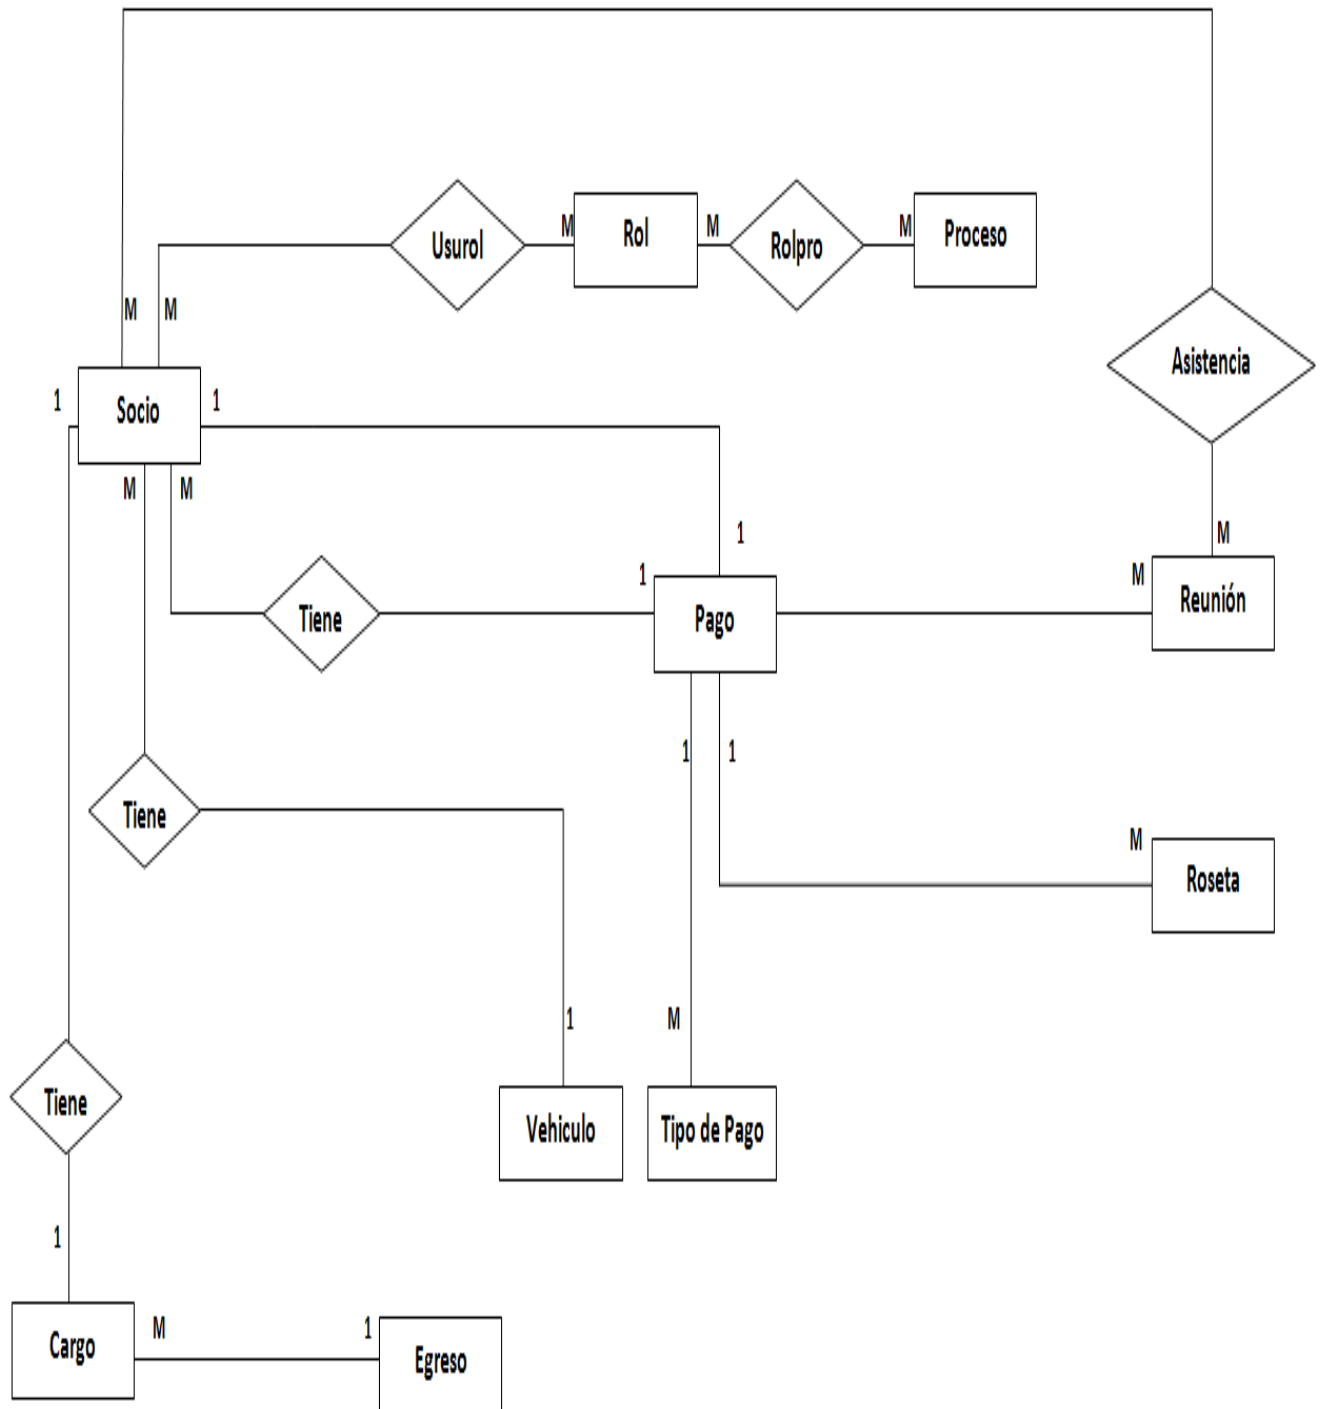 Usurol
M
Rol
M
Rolpro
M
Proceso
M
M
Asistencia
1
Socio
1
M
M
1
M
1
M
Tiene
Pago
Reunión
1
1
Tiene
M
Roseta
1
M
Tiene
Vehiculo
Tipo de Pago
1
Cargo
M
1
Egreso